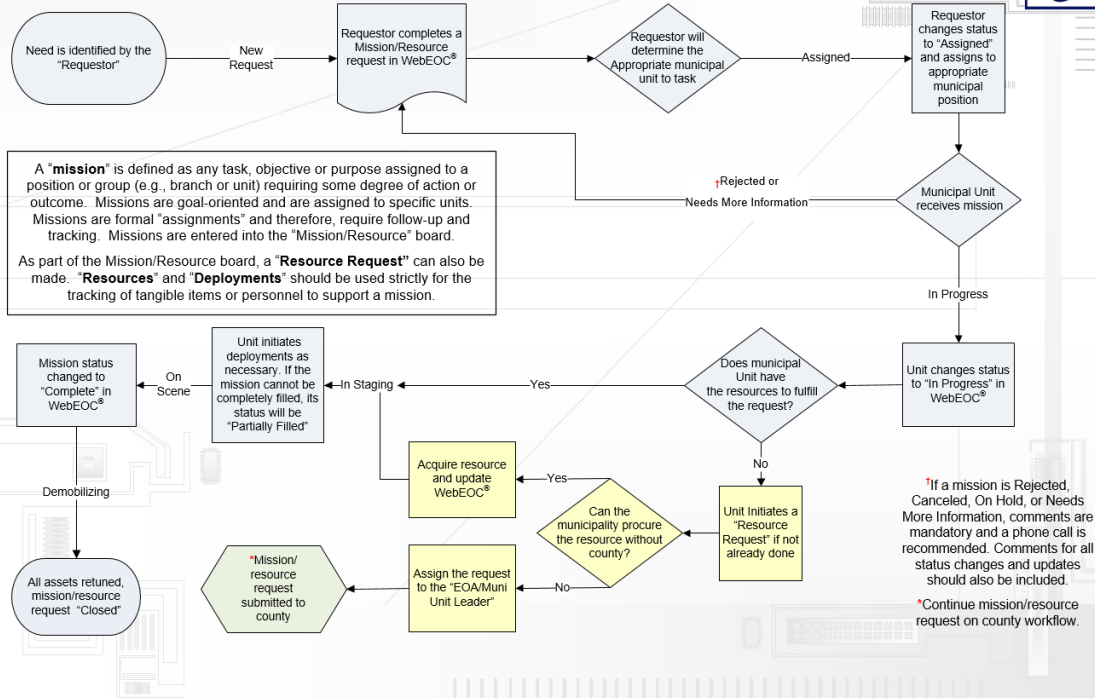 Need is identified by the
“Requestor”
New
Request
Requestor completes a
Mission/Resource
request in WebEOC®
Requestor will
determine the
Appropriate municipal
unit to task
Assigned
Requestor
changes status
to “Assigned”
and assigns to
appropriate
municipal
position
A “mission” is defined as any task, objective or purpose assigned to a
position or group (e.g., branch or unit) requiring some degree of action or
outcome. Missions are goal-oriented and are assigned to specific units.
Missions are formal “assignments” and therefore, require follow-up and
tracking. Missions are entered into the “Mission/Resource” board.
As part of the Mission/Resource board, a “Resource Request” can also be
made. “Resources” and “Deployments” should be used strictly for the
tracking of tangible items or personnel to support a mission.
†Rejected or
Needs More Information
Municipal Unit
receives mission
In Progress
Unit changes status
to “In Progress” in
WebEOC®
Does municipal
Unit have
the resources to fulfill
the request?
Yes
In Staging
Unit initiates
deployments as
necessary. If the
mission cannot be
completely filled, its
status will be
“Partially Filled”
On
Scene
Mission status
changed to
“Complete” in
WebEOC®
Demobilizing
All assets retuned,
mission/resource
request “Closed”
No
Unit Initiates a
“Resource
Request” if not
already done
Can the
municipality procure
the resource without
county?
Yes
Acquire resource
and update
WebEOC®
No
Assign the request
to the “EOA/Muni
Unit Leader”
*Mission/
resource
request
submitted to
county
†If a mission is Rejected,
Canceled, On Hold, or Needs
More Information, comments are
mandatory and a phone call is
recommended. Comments for all
status changes and updates
should also be included.
*Continue mission/resource
request on county workflow.